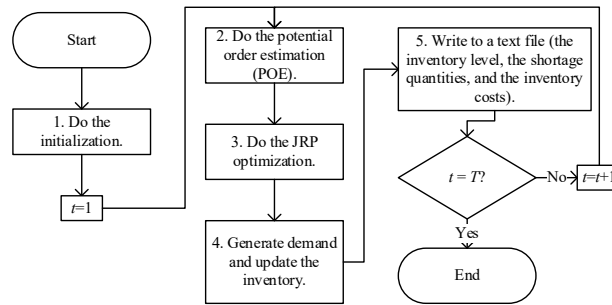 Start
1. Do the
initialization.
t=1
2. Do the potential
order estimation
(POE).
3. Do the JRP
optimization.
4. Generate demand
and update the
inventory.
5. Write to a text file (the
inventory level, the shortage
quantities, and the inventory
costs).
t = T?
No
t=t+1
Yes
End